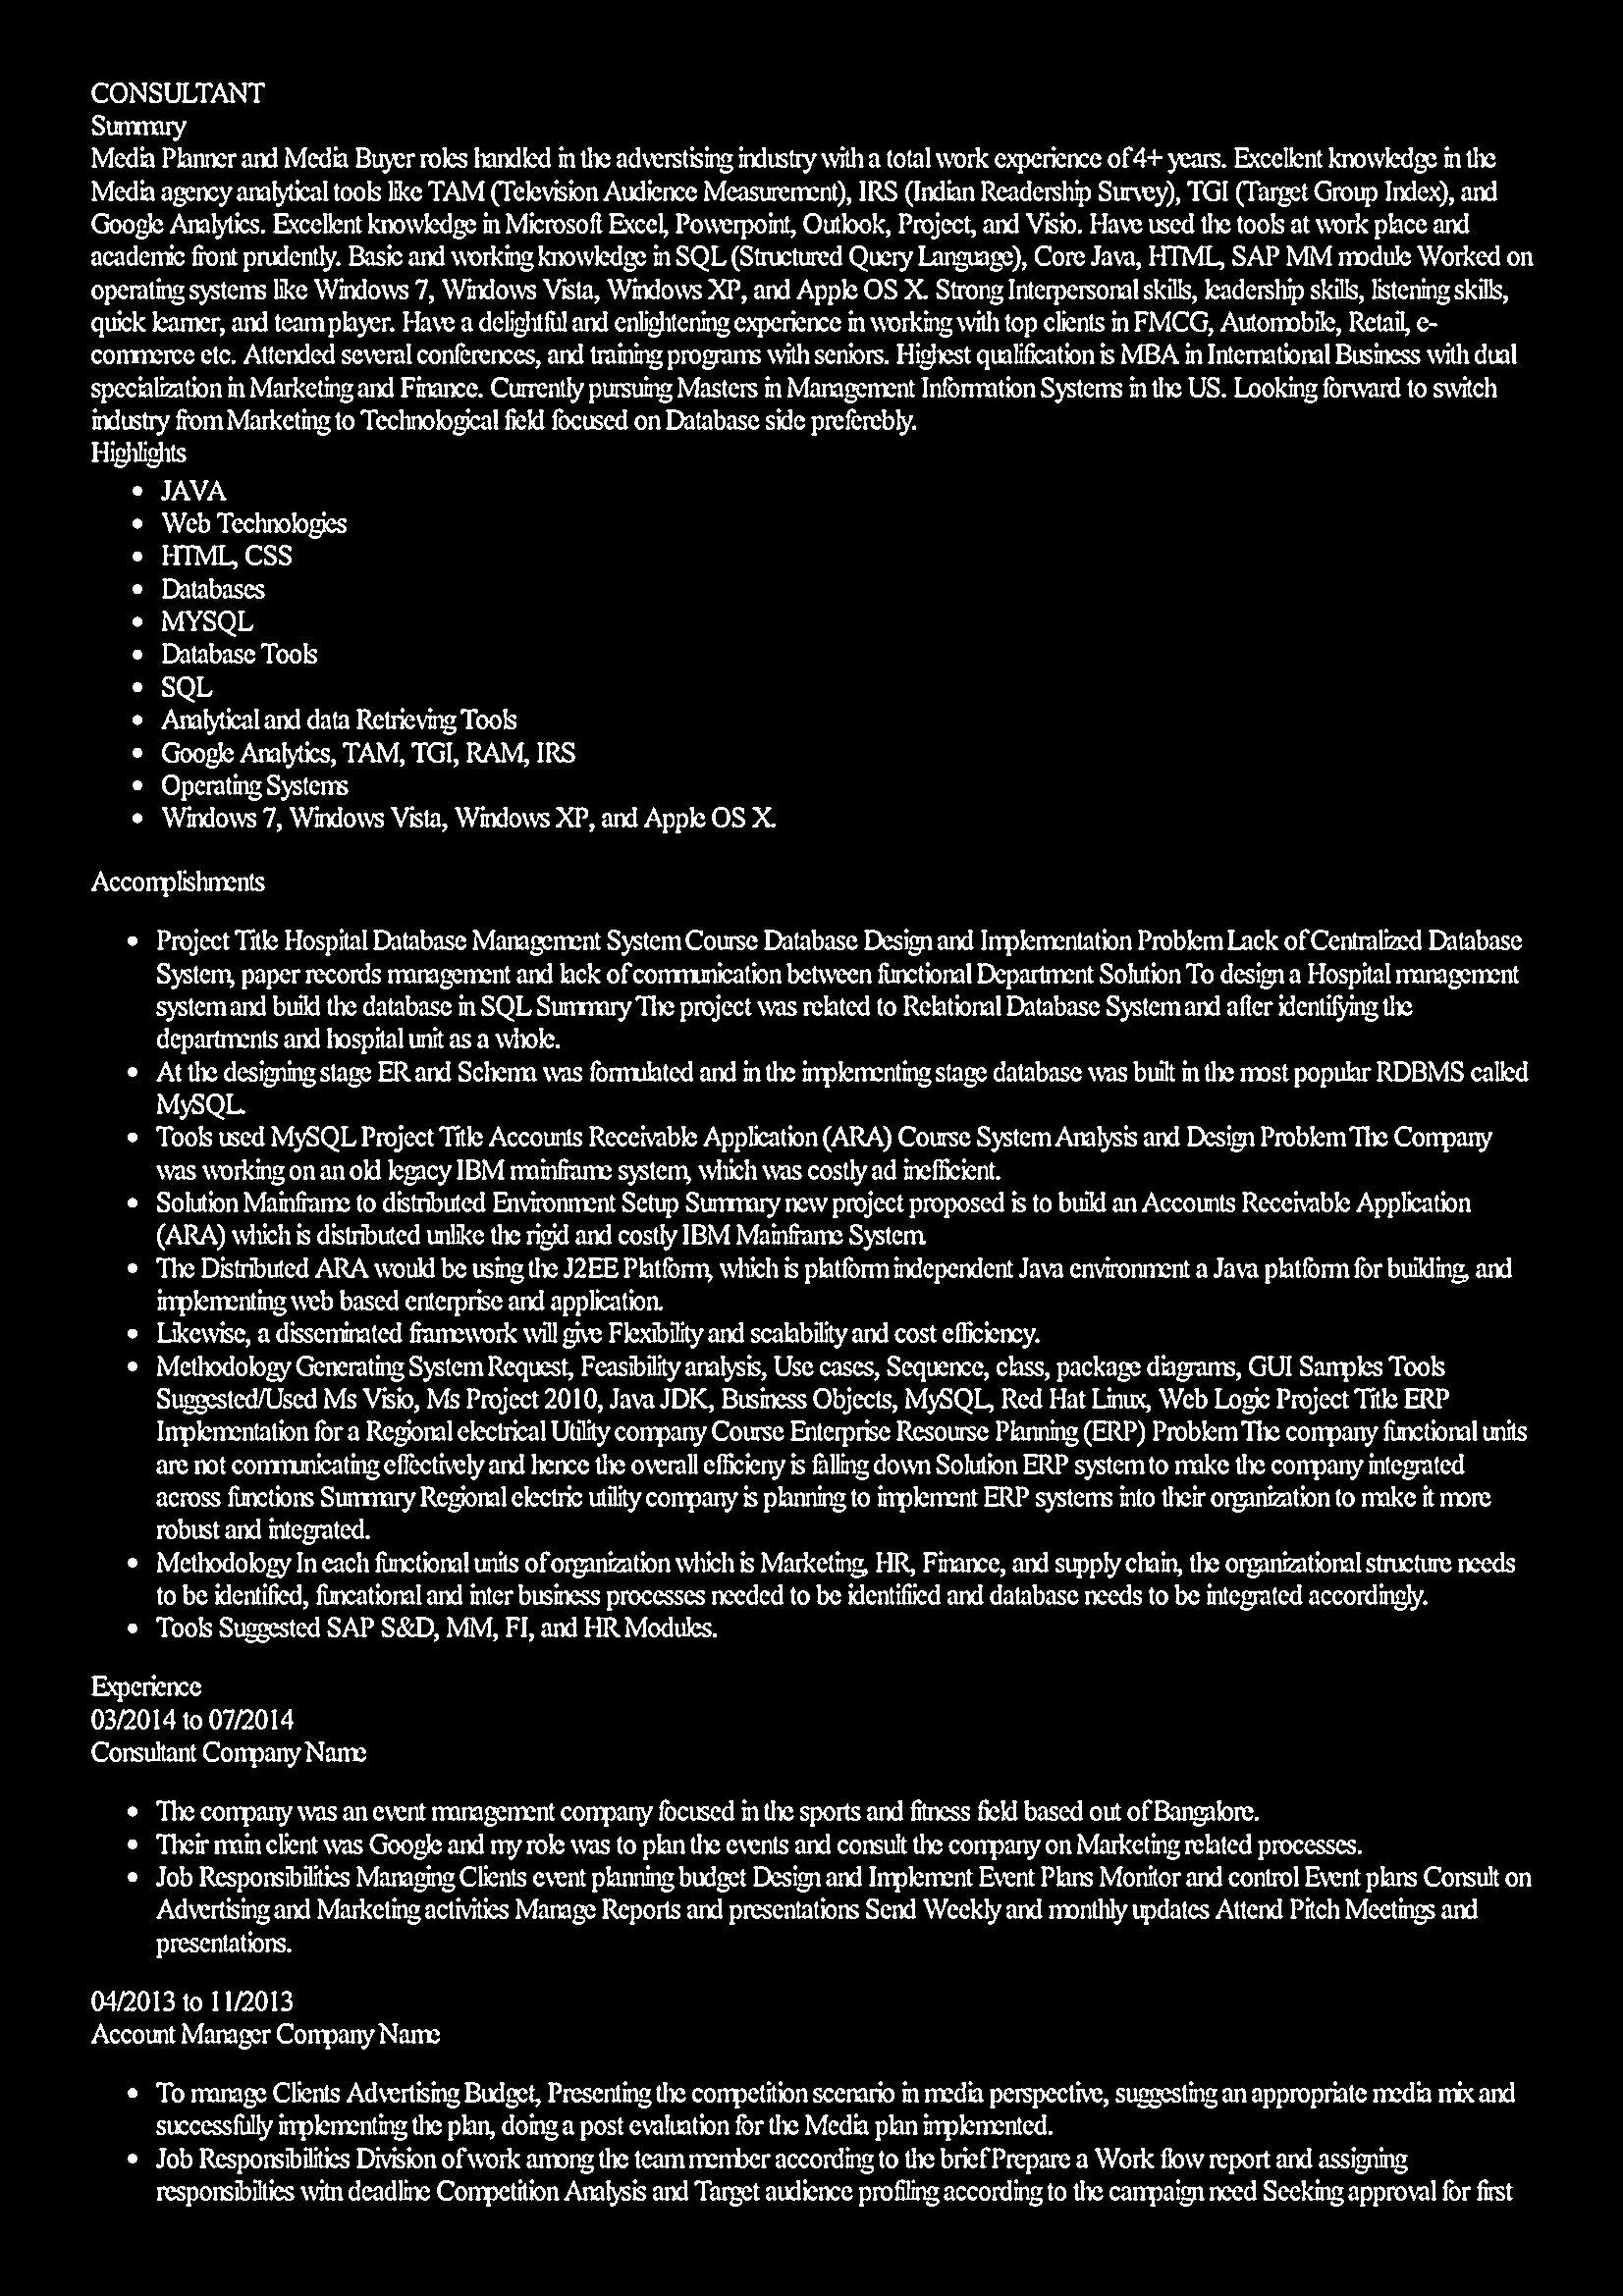 CONSULTANT
Summary
Media Planner and Media Buyer roles handled in the adverstising industry with a total work experience of 4+ years. Excellent knowledge in the
Media agency analytical tools like TAM (Television Audience Measurement), IRS (Indian Readership Survey), TGI (Target Group Index), and
Google Analytics. Excellent knowledge in Microsoft Excel, Powerpoint, Outlook, Project, and Visio. Have used the tools at work place and
academic front prudently. Basic and working knowledge in SQL (Structured Query Language), Core Java, HTML, SAP MM module Worked on
operating systems like Windows 7, Windows Vista, Windows XP, and Apple OS X. Strong Interpersonal skills, leadership skills, listening skills,
quick learner, and team player. Have a delightful and enlightening experience in working with top clients in FMCG, Automobile, Retail, e-
commerce etc. Attended several conferences, and training programs with seniors. Highest qualification is MBA in International Business with dual
specialization in Marketing and Finance. Currently pursuing Masters in Management Information Systems in the US. Looking forward to switch
industry from Marketing to Technological field focused on Database side preferebly.
Highlights
• JAVA
• Web Technologies
• HTML, CSS
• Databases
• MYSQL
• Database Tools
• SQL
• Analytical and data Retrieving Tools
• Google Analytics, TAM, TGI, RAM, IRS
• Operating Systems
• Windows 7, Windows Vista, Windows XP, and Apple OS X.
Accomplishments
• Project Title Hospital Database Management System Course Database Design and Implementation Problem Lack of Centralized Database
System, paper records management and lack of communication between functional Department Solution To design a Hospital management
system and build the database in SQL Summary The project was related to Relational Database System and after identifying the
departments and hospital unit as a whole.
• At the designing stage ER and Schema was formulated and in the implementing stage database was built in the most popular RDBMS called
MySQL.
• Tools used MySQL Project Title Accounts Receivable Application (ARA) Course System Analysis and Design Problem The Company
was working on an old legacy IBM mainframe system, which was costly ad inefficient.
• Solution Mainframe to distributed Environment Setup Summary new project proposed is to build an Accounts Receivable Application
(ARA) which is distributed unlike the rigid and costly IBM Mainframe System.
• The Distributed ARA would be using the J2EE Platform, which is platform independent Java environment a Java platform for building, and
implementing web based enterprise and application.
• Likewise, a disseminated framework will give Flexibility and scalability and cost efficiency.
• Methodology Generating System Request, Feasibility analysis, Use cases, Sequence, class, package diagrams, GUI Samples Tools
Suggested/Used Ms Visio, Ms Project 2010, Java JDK, Business Objects, MySQL, Red Hat Linux, Web Logic Project Title ERP
Implementation for a Regional electrical Utility company Course Enterprise Resourse Planning (ERP) Problem The company functional units
are not communicating effectively and hence the overall efficieny is falling down Solution ERP system to make the company integrated
across functions Summary Regional electric utility company is planning to implement ERP systems into their organization to make it more
robust and integrated.
• Methodology In each functional units of organization which is Marketing, HR, Finance, and supply chain, the organizational structure needs
to be identified, funcational and inter business processes needed to be identifiied and database needs to be integrated accordingly.
• Tools Suggested SAP S&D, MM, FI, and HR Modules.
Experience
03/2014 to 07/2014
Consultant Company Name
• The company was an event management company focused in the sports and fitness field based out of Bangalore.
• Their main client was Google and my role was to plan the events and consult the company on Marketing related processes.
• Job Responsibilities Managing Clients event planning budget Design and Implement Event Plans Monitor and control Event plans Consult on
Advertising and Marketing activities Manage Reports and presentations Send Weekly and monthly updates Attend Pitch Meetings and
presentations.
04/2013 to 11/2013
Account Manager Company Name
• To manage Clients Advertising Budget, Presenting the competition scenario in media perspective, suggesting an appropriate media mix and
successfully implementing the plan, doing a post evaluation for the Media plan implemented.
• Job Responsibilities Division of work among the team member according to the brief Prepare a Work flow report and assigning
responsibilties witn deadline Competition Analysis and Target audience profiling according to the campaign need Seeking approval for first